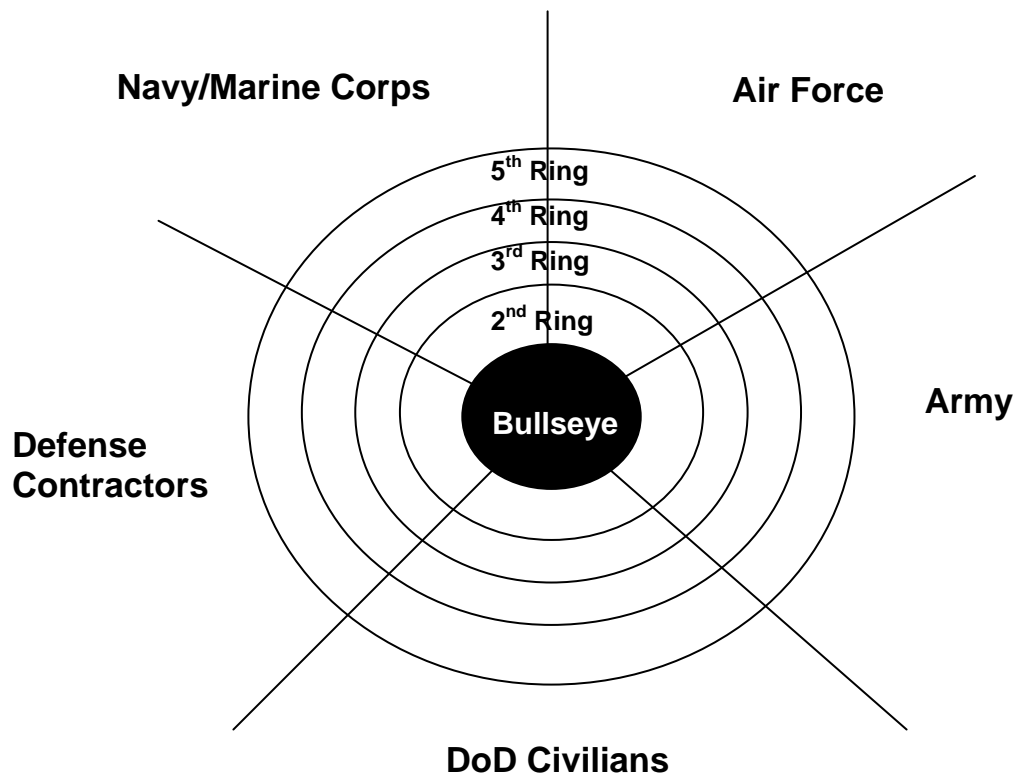 Navy/Marine Corps
Air Force
5th Ring
4th Ring
3rd Ring
2nd Ring
Bullseye
Army
Defense
Contractors
DoD Civilians